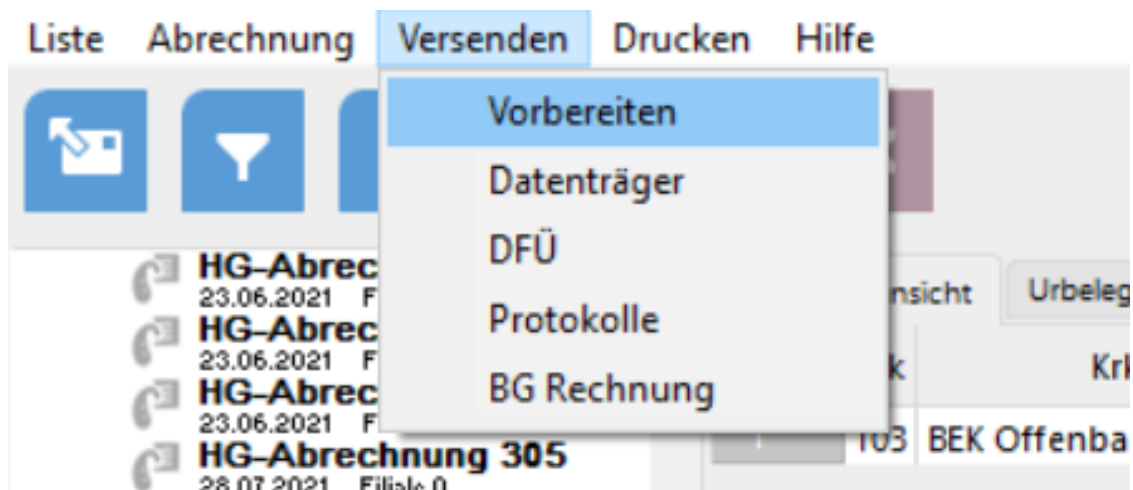 Liste Abrechnung Versenden Drucken Hilfe
Vorbereiten
Datenträger
DFÜ
Protokolle
BG Rechnung
HG-Abrec
23.06.2021 F
HG-Abrec
23.06.2021 F
HG-Abrec
23.06.2021 F
HG-Abrechnung 305
28.07.2021 Filiale 0
nsicht Urbeleg
k Krk
103 BEK Offenba